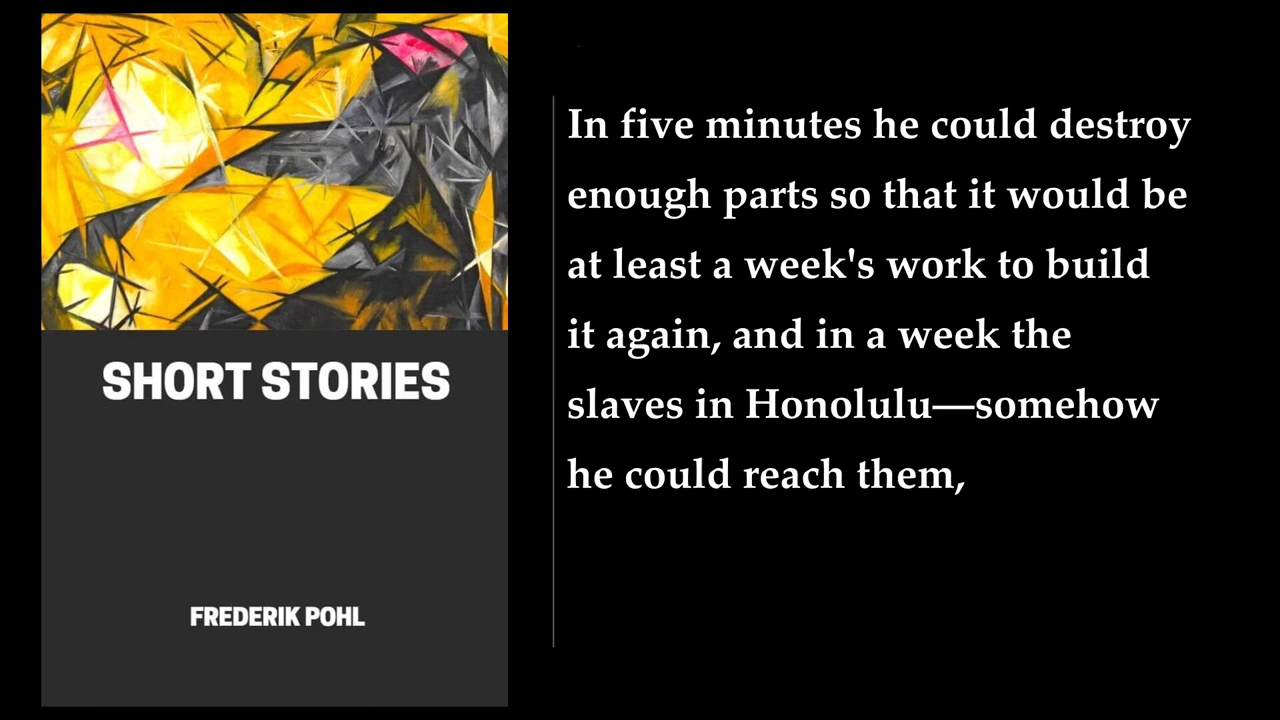 SHORT STORIES
FREDERIK POHL
In five minutes he could destroy
enough parts so that it would be
at least a week's work to build
it again, and in a week the
slaves in Honolulu—somehow
he could reach them,